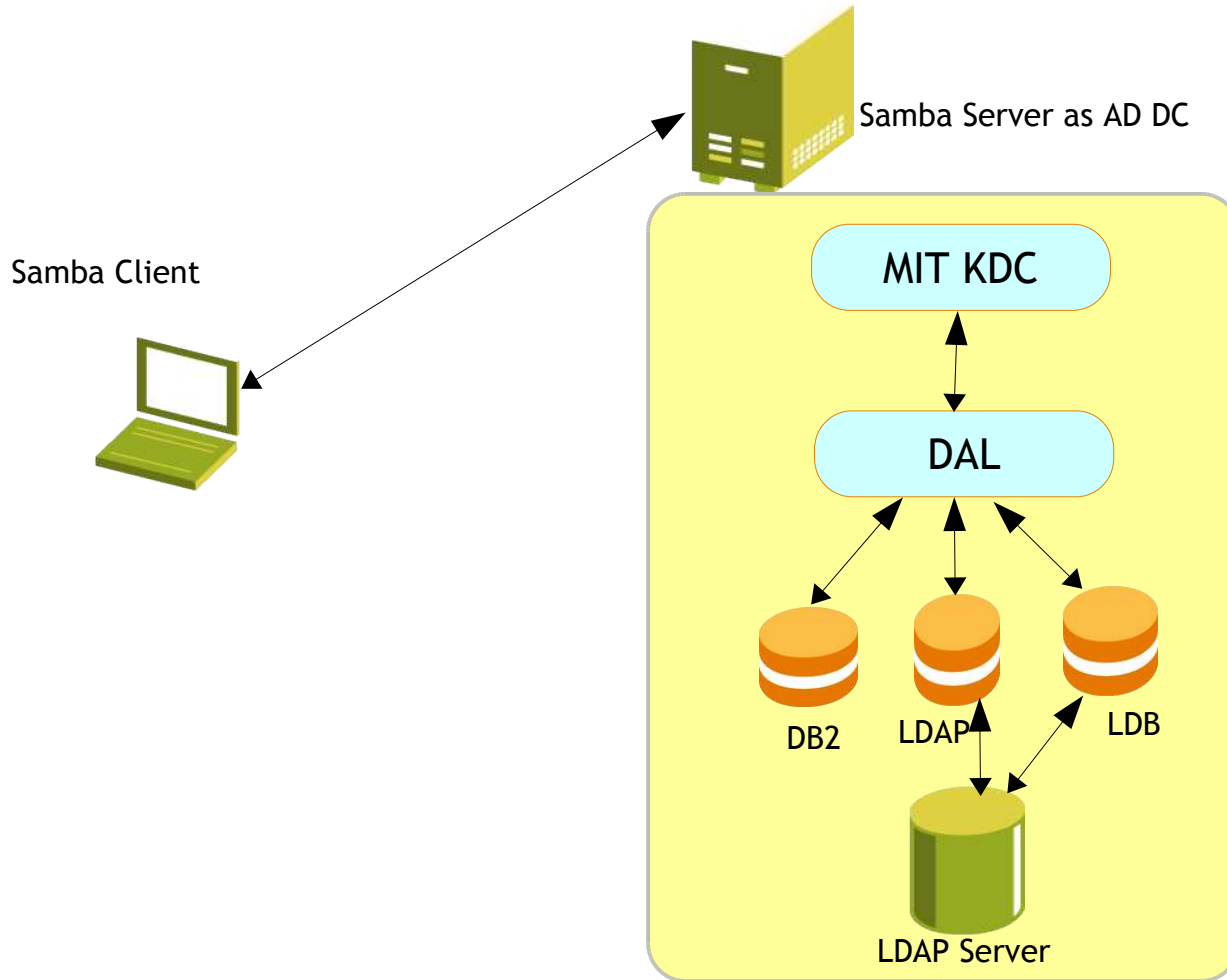 Samba Server as AD DC
Samba Client
MIT KDC
DAL
DB2
LDAP
LDB
LDAP Server